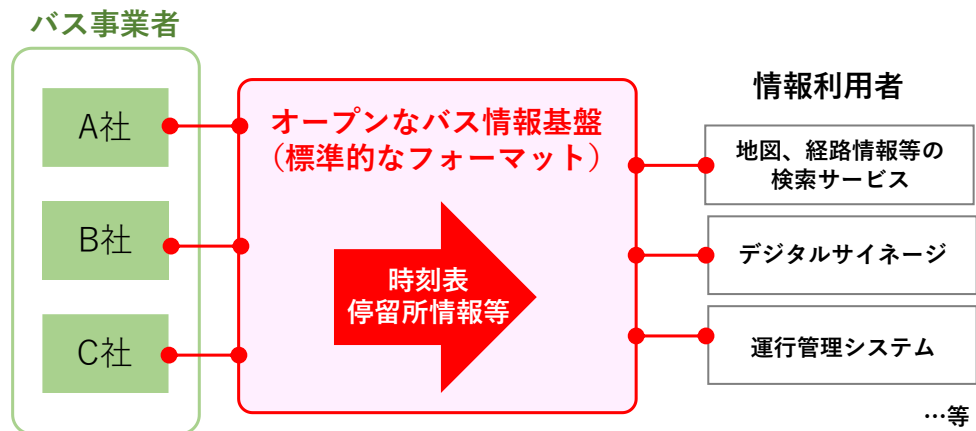 バス事業者
A社
B社
C社
オープンなバス情報基盤
（標準的なフォーマット）
時刻表
停留所情報等
情報利用者
地図、経路情報等の
検索サービス
デジタルサイネージ
運行管理システム
…等